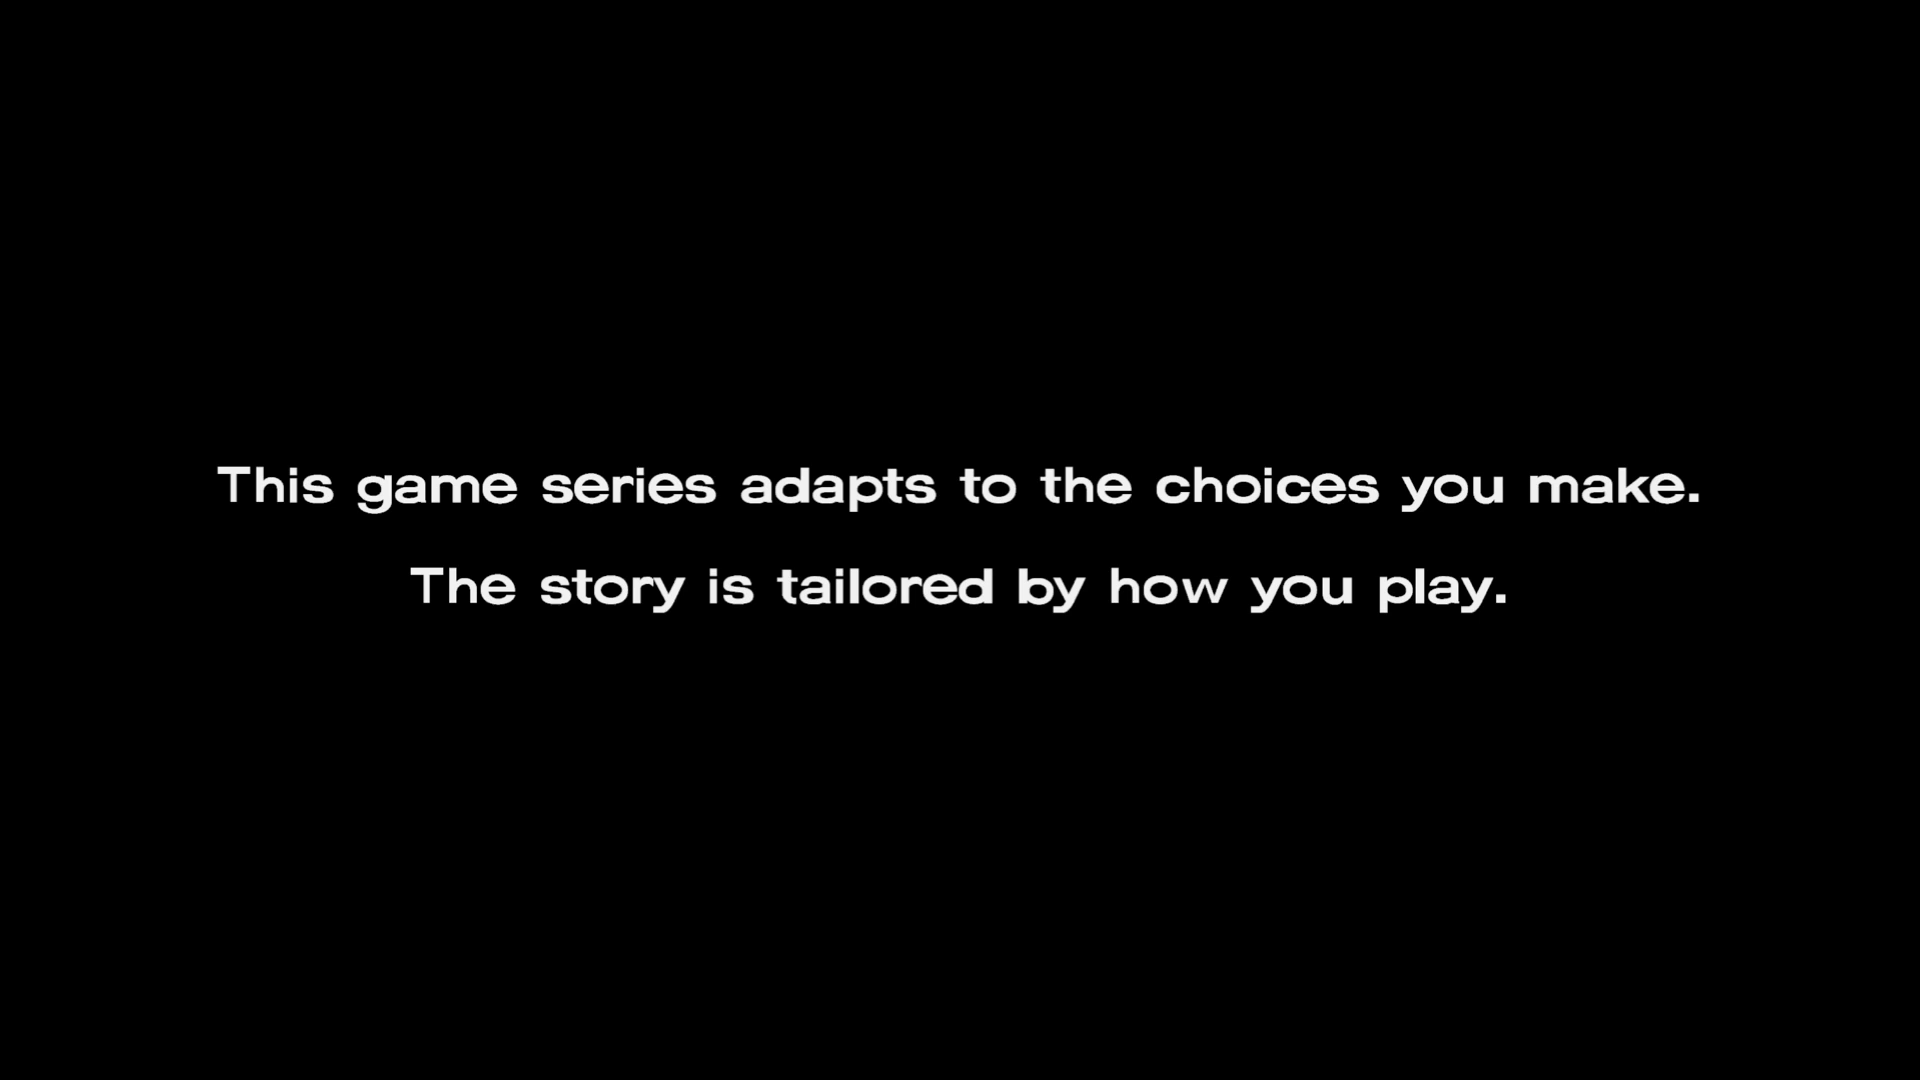 This game series adapts to the choices you make.
The story is tailored by how you play.